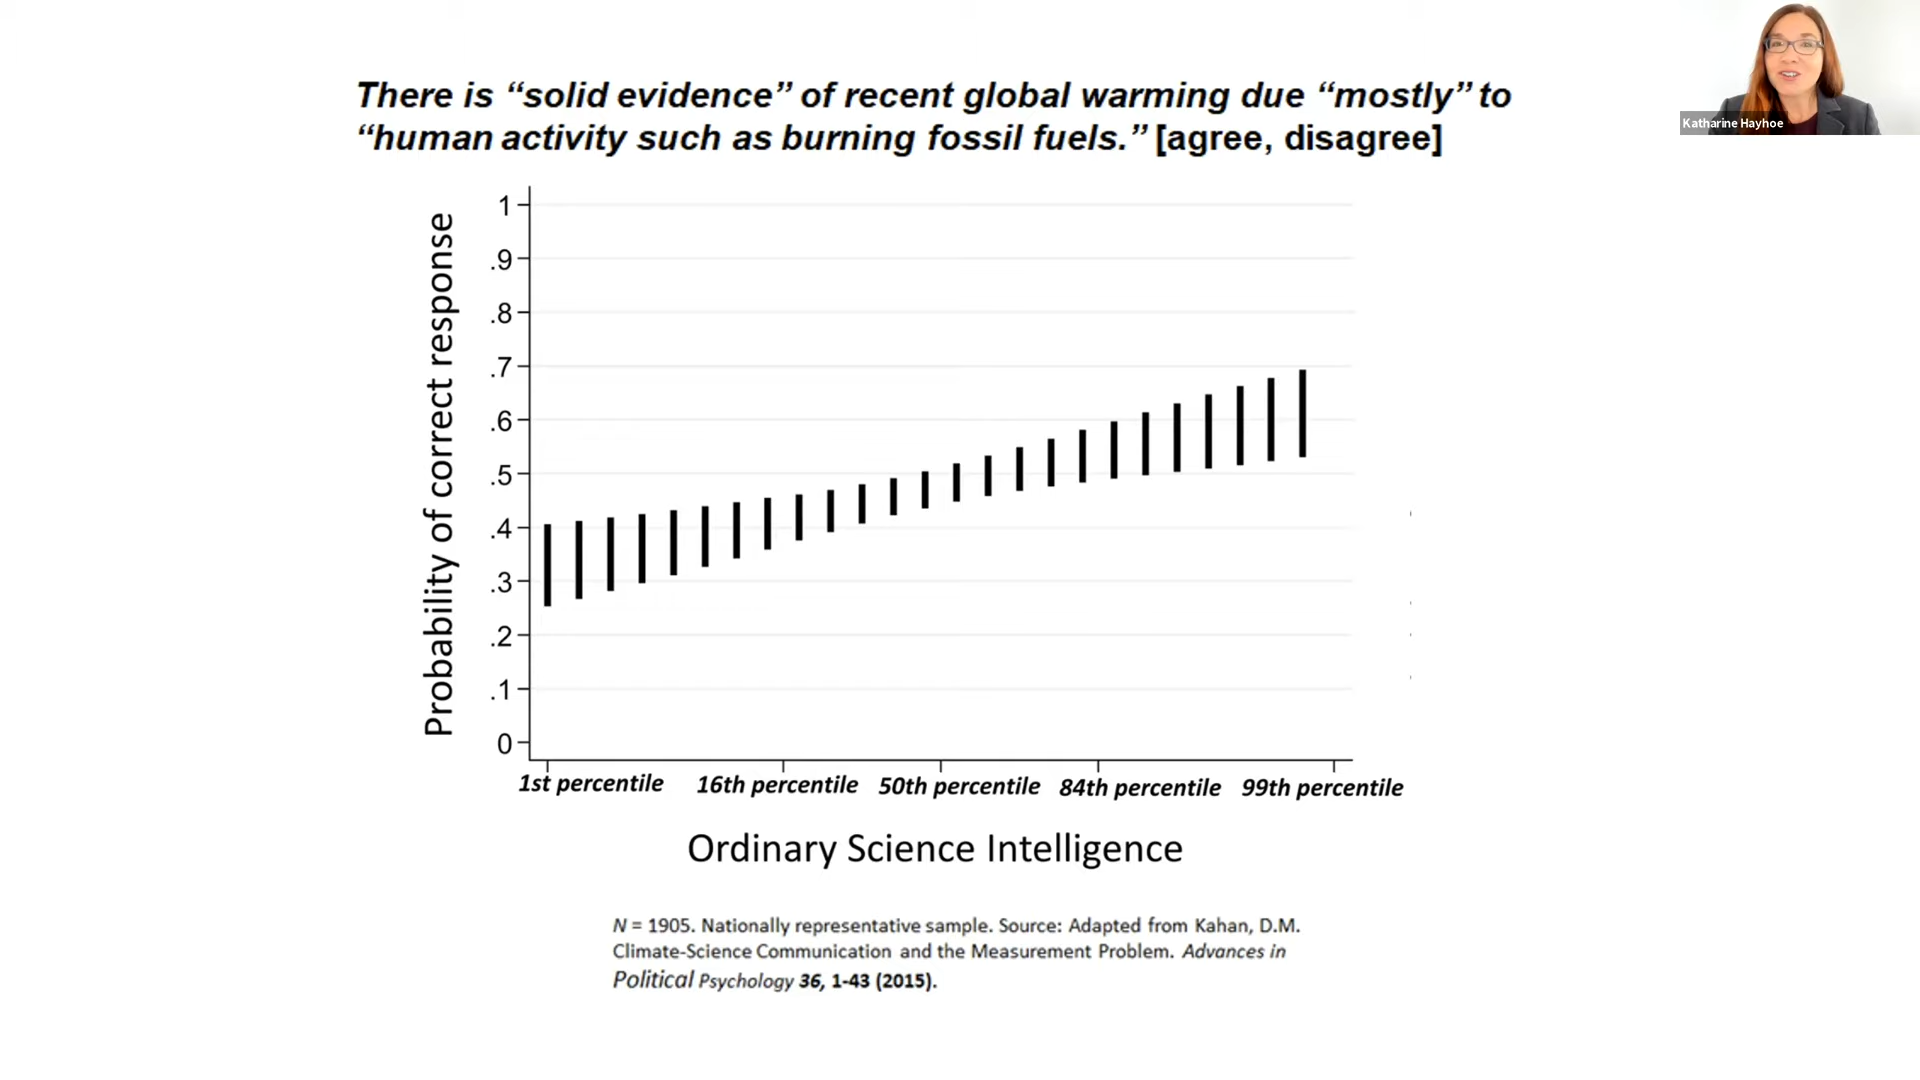 There is “solid evidence” of recent global warming due “mostly” to
“human activity such as burning fossil fuels.” [agree, disagree]
Katharine Hayhoe
Probability of correct response
1
.9
.8
.7
.6
.5
.4
.3
.2
.1
0
1st percentile
16th percentile
50th percentile
84th percentile
99th percentile
Ordinary Science Intelligence
N = 1905. Nationally representative sample. Source: Adapted from Kahan, D.M.
Climate-Science Communication and the Measurement Problem. Advances in
Political Psychology 36, 1-43 (2015).